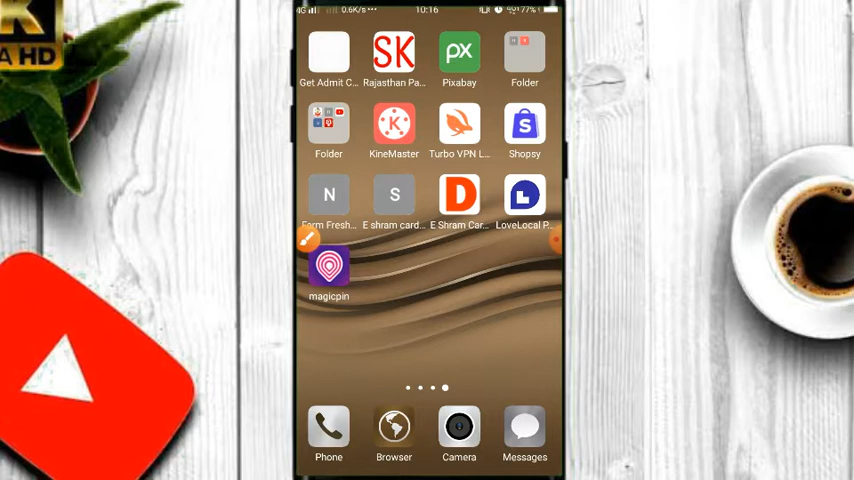 K
A HD
4G 0.6K/s ••• 10:16 77%
Get Admit C... Rajasthan Pa... Pixabay Folder
SK px
Folder KineMaster Turbo VPN L... Shopsy
K S
N S D L
Farm Fresh... E shram card... E Shram Car... LoveLocal P...
magicpin
Phone Browser Camera Messages